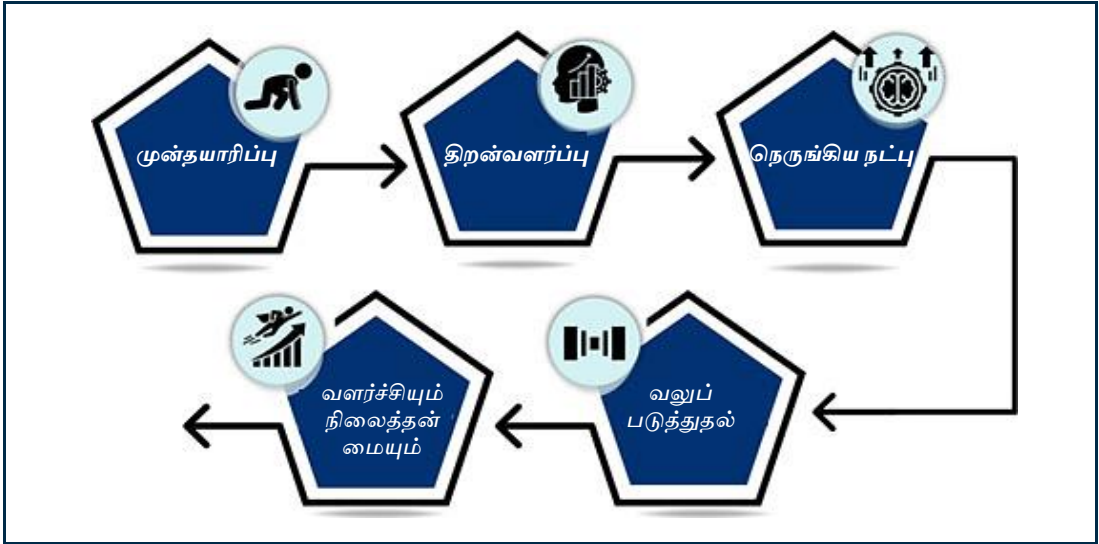 முன்தயாரிப்பு
திறன்வளர்ப்பு
நெருங்கிய நட்பு
வலுப்
படுத்துதல்
வளர்ச்சியும்
நிலைத்தன்
மையும்